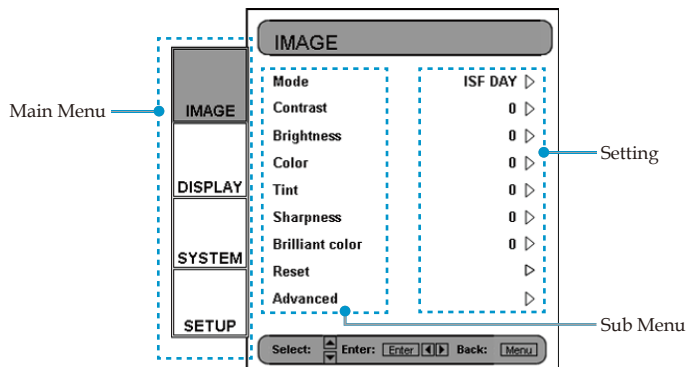 IMAGE
Main Menu
IMAGE
DISPLAY
SYSTEM
SETUP
Mode ISF DAY
Contrast 0
Brightness 0
Color 0
Tint 0
Sharpness 0
Brilliant color 0
Reset
Advanced
Setting
Sub Menu
Select: Enter: Enter Back: Menu